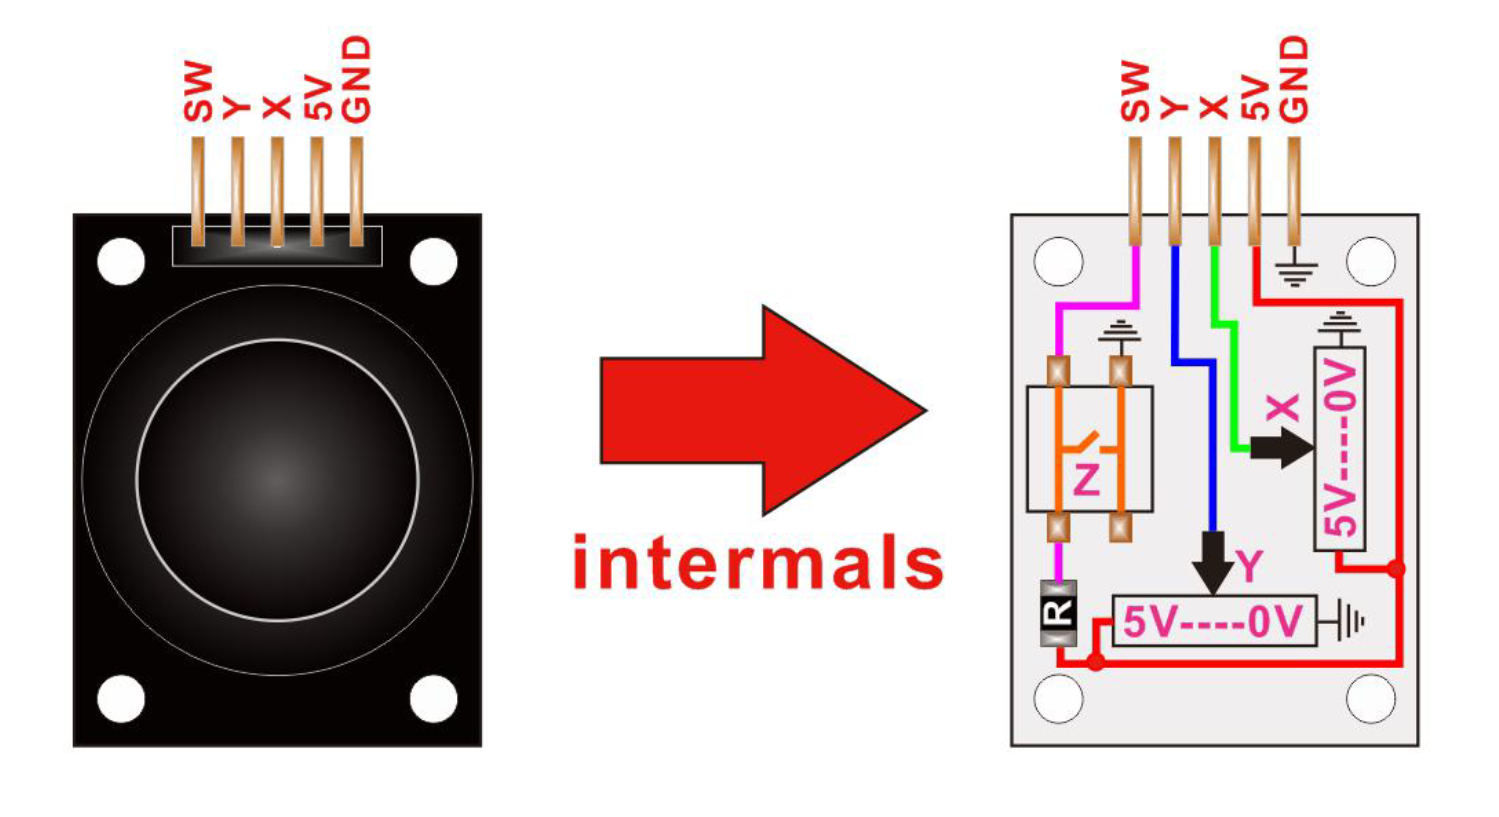 SW
Y
X
5V
GND
intermals
SW
Y
X
5V
GND
X
5V----0V
Z
Y
R
5V----0V